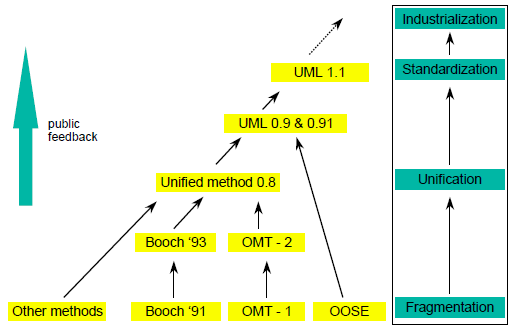 Industrialization
UML 1.1
Standardization
public
feedback
UML 0.9 & 0.91
Unified method 0.8
Unification
Booch ‘93
OMT - 2
Other methods
Booch ‘91
OMT - 1
OOSE
Fragmentation